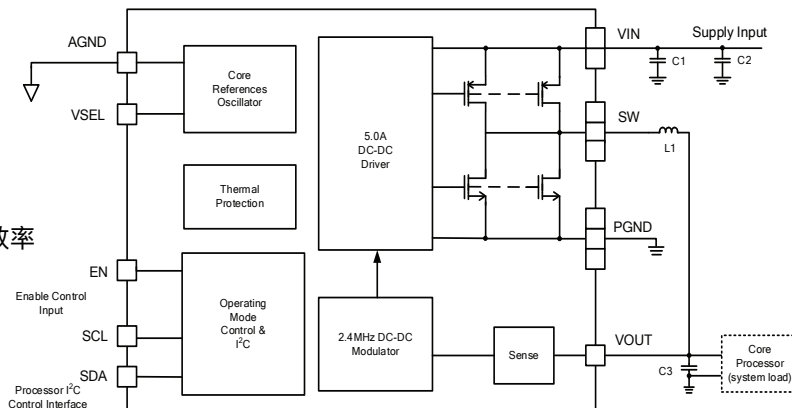 AGND
VSEL
Core
References
Oscillator
Thermal
Protection
效率
EN
Enable Control
Input
SCL
SDA
Processor I²C
Control Interface
Operating
Mode
Control &
I²C
5.0A
DC-DC
Driver
2.4MHz DC-DC
Modulator
Sense
VIN
Supply Input
C1
C2
SW
L1
PGND
VOUT
C3
Core
Processor
(system load)